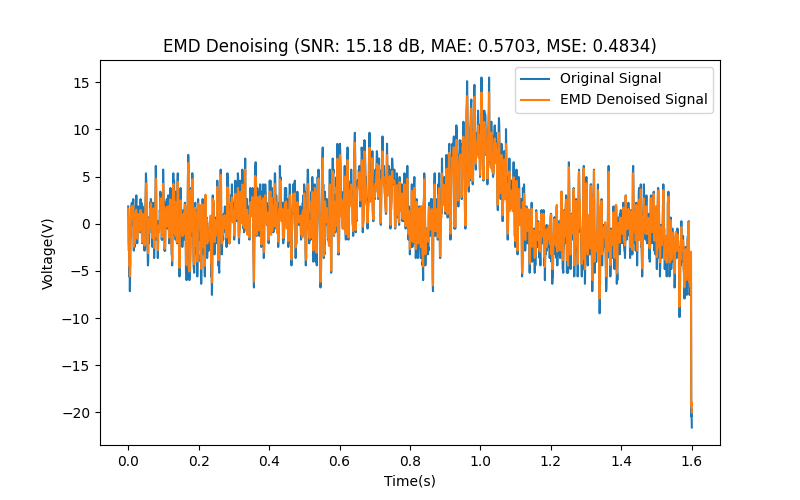 EMD Denoising (SNR: 15.18 dB, MAE: 0.5703, MSE: 0.4834)
Original Signal
EMD Denoised Signal
15
10
5
0
−5
−10
−15
−20
Voltage(V)
0.0 0.2 0.4 0.6 0.8 1.0 1.2 1.4 1.6
Time(s)